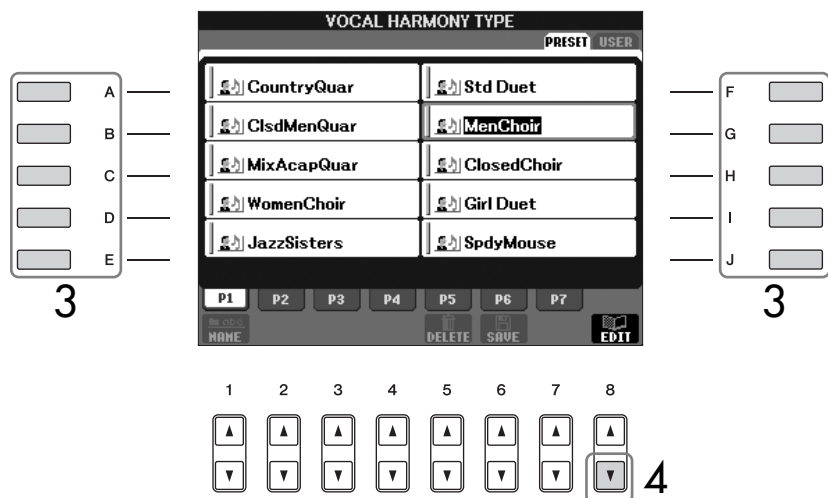 VOCAL HARMONY TYPE
PRESET USER
A CountryQuar Std Duet F
B ClsdMenQuar MenChoir G
C MixAcapQuar ClosedChoir H
D WomenChoir Girl Duet I
E JazzSisters SpdyMouse J
3 P1 P2 P3 P4 P5 P6 P7 3
abc
NAME DELETE SAVE EDIT
1 2 3 4 5 6 7 8
4